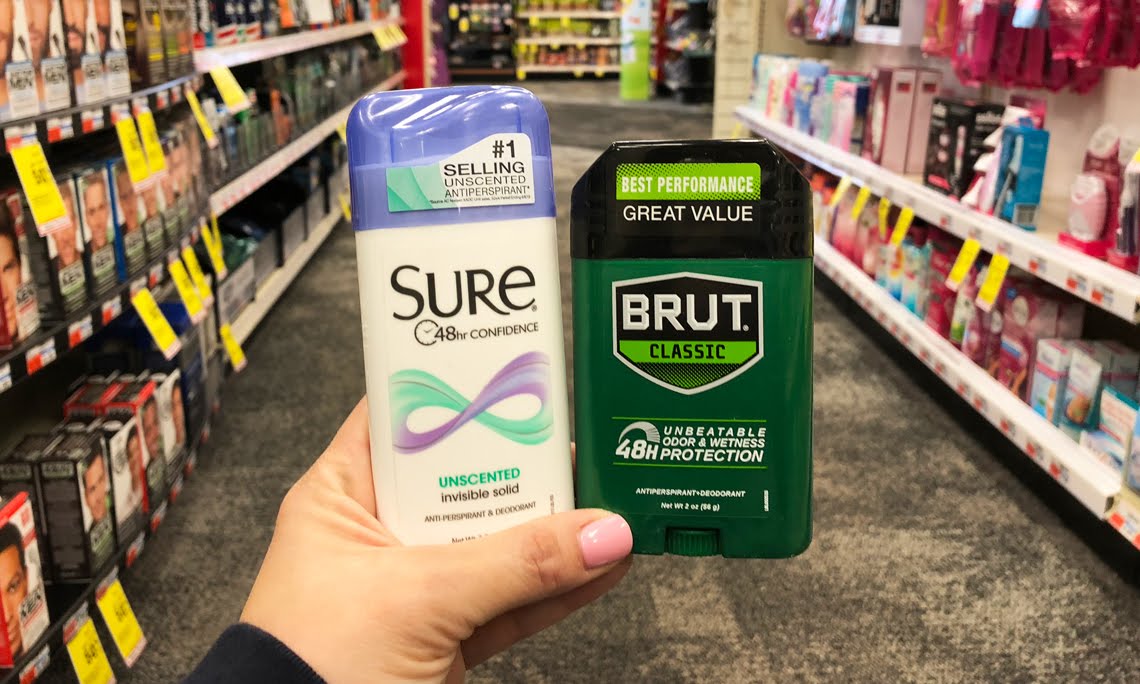 #1
SELLING
UNSCENTED
ANTIPERSPIRANT*
SURE
48hr CONFIDENCE
UNSCENTED
invisible solid
ANTI-PERSPIRANT & DEODORANT
BEST PERFORMANCE
GREAT VALUE
BRUT
CLASSIC
48H
UNBEATABLE
ODOR & WETNESS
PROTECTION
ANTIPERSPIRANT+DEODORANT
Net Wt 2 oz (56 g)